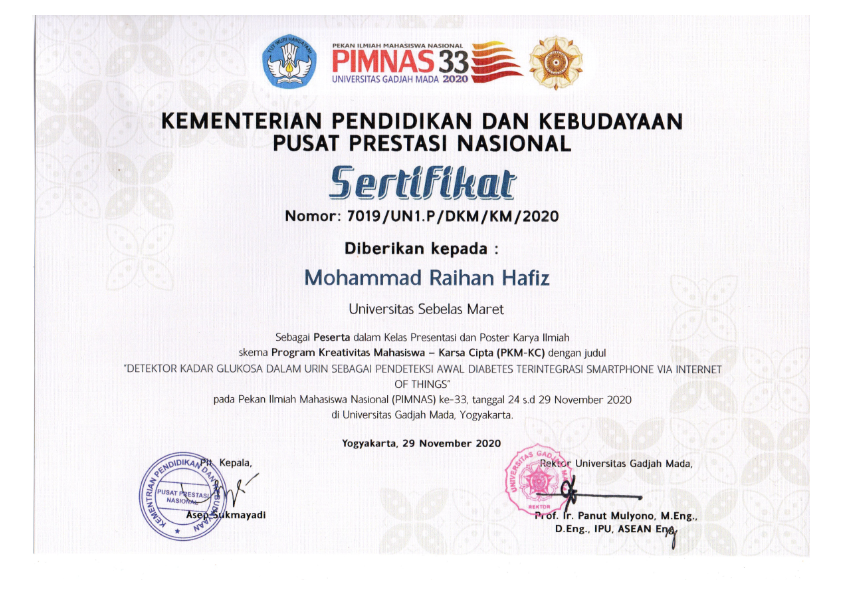 PEKAN ILMIAH MAHASISWA NASIONAL
PIMNAS 33
UNIVERSITAS GADJAH MADA 2020
KEMENTERIAN PENDIDIKAN DAN KEBUDAYAAN
PUSAT PRESTASI NASIONAL
Sertifikat
Nomor: 7019/UN1.P/DKM/KM/2020
Diberikan kepada :
Mohammad Raihan Hafiz
Universitas Sebelas Maret
Sebagai Peserta dalam Kelas Presentasi dan Poster Karya Ilmiah
skema Program Kreativitas Mahasiswa – Karsa Cipta (PKM-KC) dengan judul
"DETEKTOR KADAR GLUKOSA DALAM URIN SEBAGAI PENDETEKSI AWAL DIABETES TERINTEGRASI SMARTPHONE VIA INTERNET
OF THINGS"
pada Pekan Ilmiah Mahasiswa Nasional (PIMNAS) ke-33, tanggal 24 s.d 29 November 2020
di Universitas Gadjah Mada, Yogyakarta.
Yogyakarta, 29 November 2020
Plt. Kepala,
KEMENTRIAN PENDIDIKAN DAN KEBUDAYAAN
PUSAT PRESTASI
NASIONAL
Asep Sukmayadi
Rektor Universitas Gadjah Mada,
UNIVERSITAS GADJAH MADA
REKTOR
Prof. Ir. Panut Mulyono, M.Eng.,
D.Eng., IPU, ASEAN Eng.